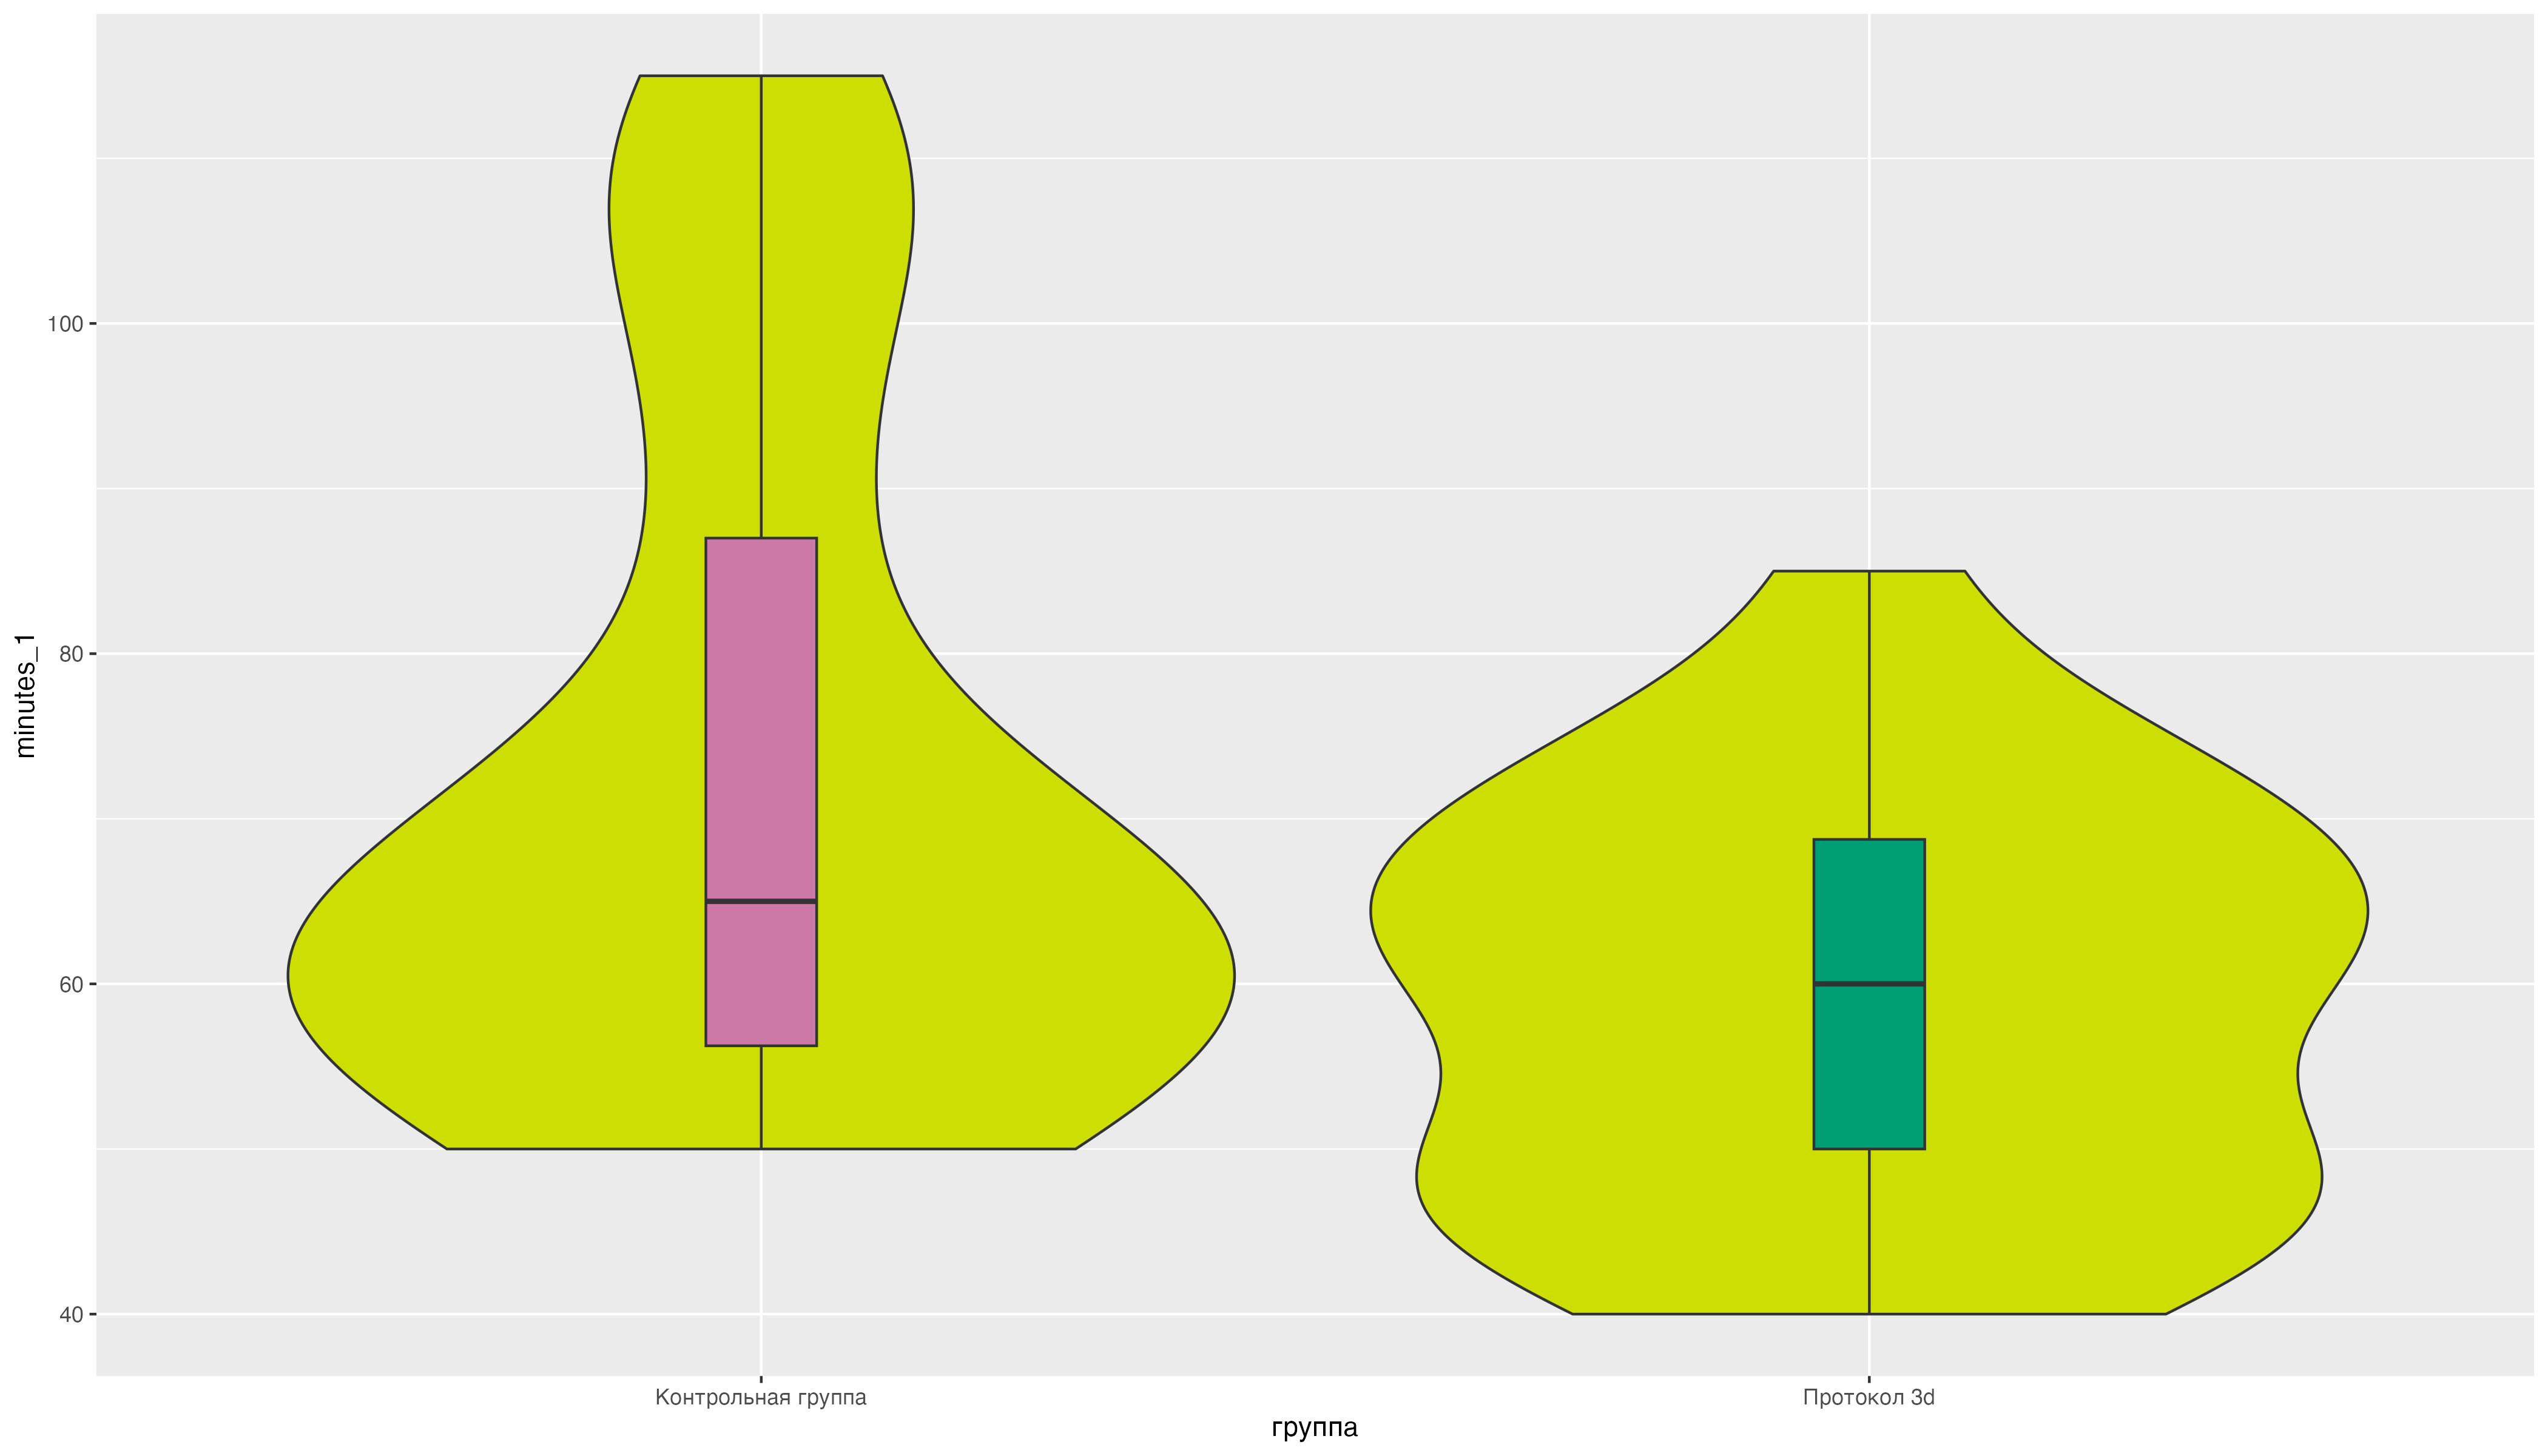 minutes_1
100
80
60
40
Контрольная группа
Протокол 3d
группа